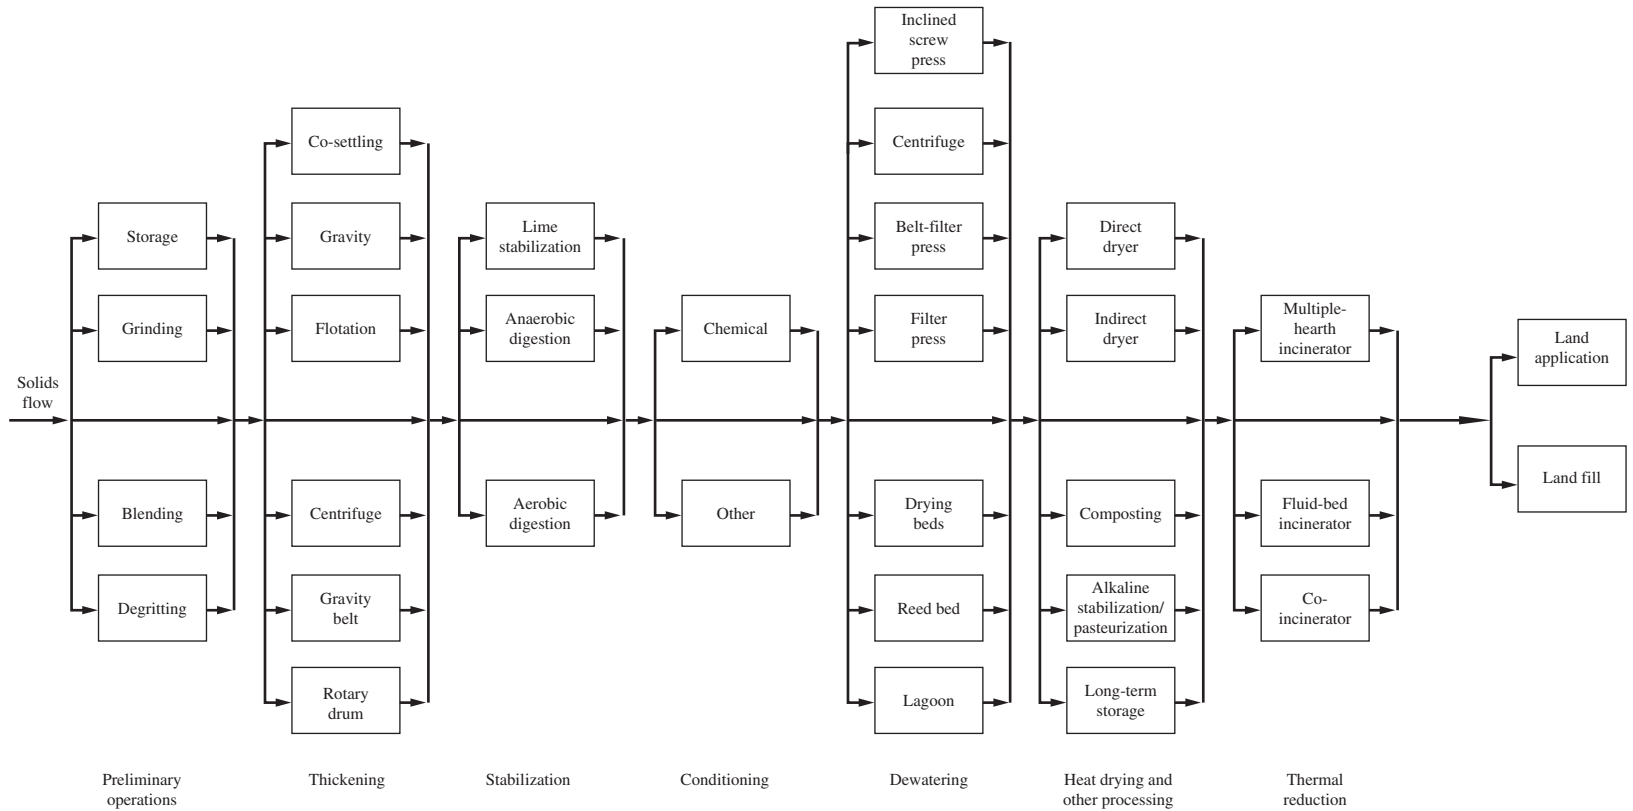 Solids
flow
Storage
Grinding
Blending
Degritting
Preliminary
operations
Co-settling
Gravity
Flotation
Centrifuge
Gravity
belt
Rotary
drum
Thickening
Lime
stabilization
Anaerobic
digestion
Aerobic
digestion
Stabilization
Chemical
Other
Conditioning
Inclined
screw
press
Centrifuge
Belt-filter
press
Filter
press
Drying
beds
Reed bed
Lagoon
Dewatering
Direct
dryer
Indirect
dryer
Composting
Alkaline
stabilization/
pasteurization
Long-term
storage
Heat drying and
other processing
Multiple-
hearth
incinerator
Fluid-bed
incinerator
Co-
incinerator
Thermal
reduction
Land
application
Land fill